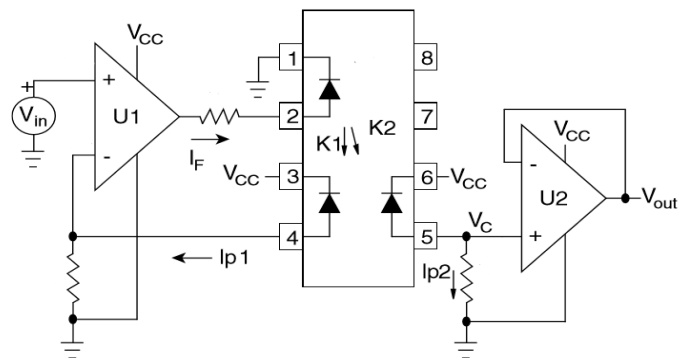 VCC
+
Vin
+
U1
-
IF
1
2
VCC
3
4
Ip1
K1
K2
8
7
6
VCC
5
VC
Ip2
VCC
-
U2
+
Vout